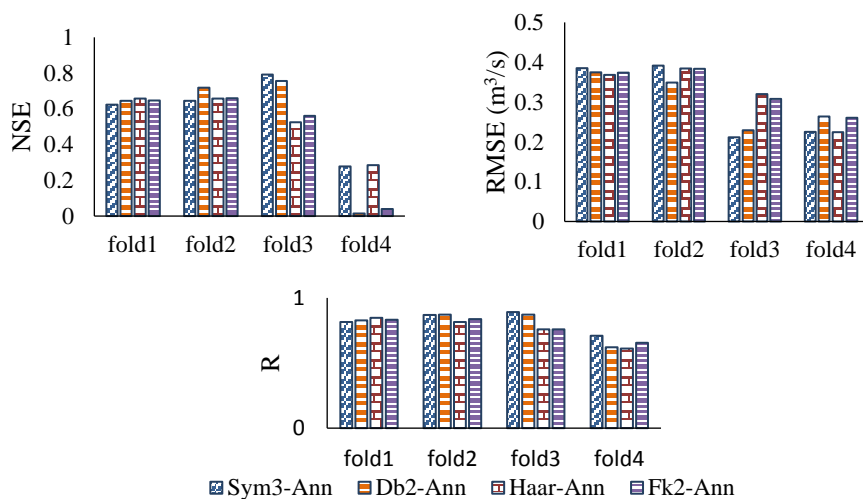 NSE
1
0.8
0.6
0.4
0.2
0
fold1 fold2 fold3 fold4
RMSE (m³/s)
0.5
0.4
0.3
0.2
0.1
0
fold1 fold2 fold3 fold4
R
1
0
fold1 fold2 fold3 fold4
Sym3-Ann Db2-Ann Haar-Ann Fk2-Ann